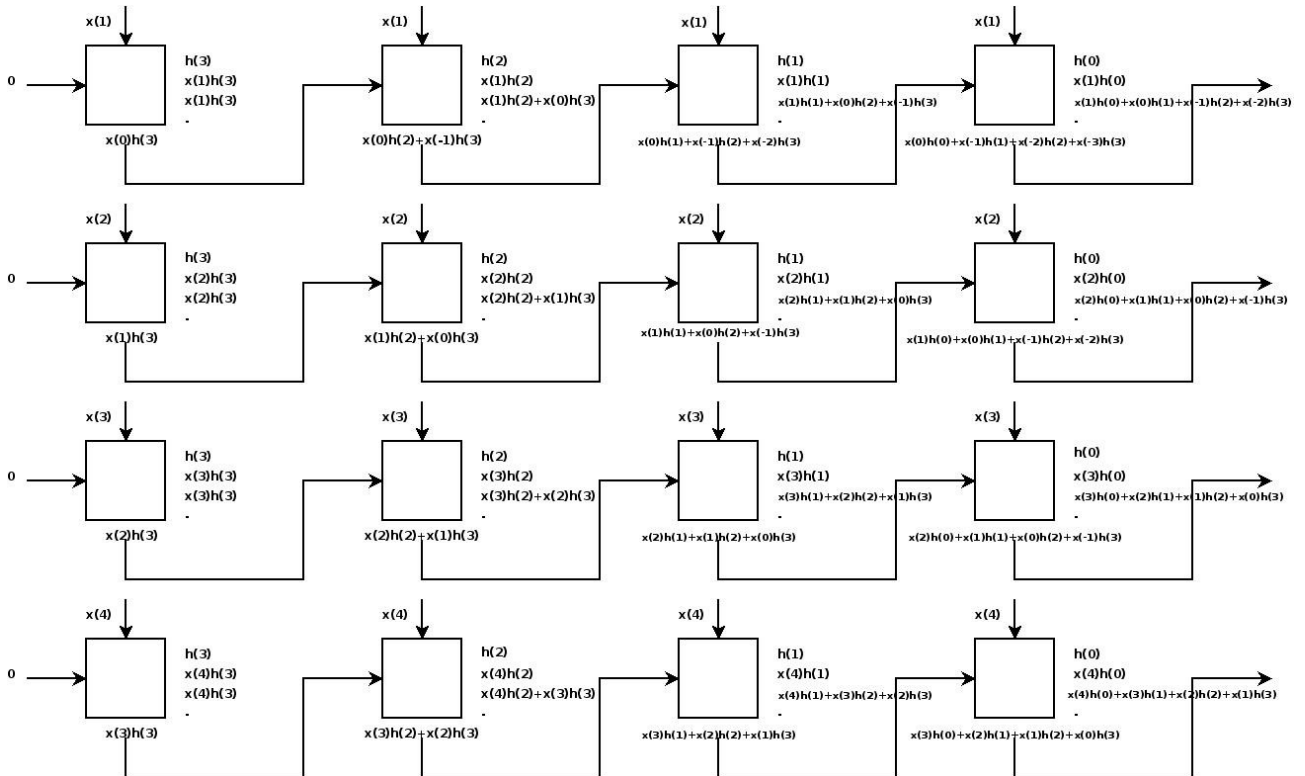 x(1) x(1) x(1) x(1)
0
h(3)
x(1)h(3)
x(1)h(3)
-
x(0)h(3)
h(2)
x(1)h(2)
x(1)h(2)+x(0)h(3)
-
x(0)h(2)+x(-1)h(3)
h(1)
x(1)h(1)
x(1)h(1)+x(0)h(2)+x(-1)h(3)
-
x(0)h(1)+x(-1)h(2)+x(-2)h(3)
h(0)
x(1)h(0)
x(1)h(0)+x(0)h(1)+x(-1)h(2)+x(-2)h(3)
-
x(0)h(0)+x(-1)h(1)+x(-2)h(2)+x(-3)h(3)
x(2) x(2) x(2) x(2)
0
h(3)
x(2)h(3)
x(2)h(3)
-
x(1)h(3)
h(2)
x(2)h(2)
x(2)h(2)+x(1)h(3)
-
x(1)h(2)+x(0)h(3)
h(1)
x(2)h(1)
x(2)h(1)+x(1)h(2)+x(0)h(3)
-
x(1)h(1)+x(0)h(2)+x(-1)h(3)
h(0)
x(2)h(0)
x(2)h(0)+x(1)h(1)+x(0)h(2)+x(-1)h(3)
-
x(1)h(0)+x(0)h(1)+x(-1)h(2)+x(-2)h(3)
x(3) x(3) x(3) x(3)
0
h(3)
x(3)h(3)
x(3)h(3)
-
x(2)h(3)
h(2)
x(3)h(2)
x(3)h(2)+x(2)h(3)
-
x(2)h(2)+x(1)h(3)
h(1)
x(3)h(1)
x(3)h(1)+x(2)h(2)+x(1)h(3)
-
x(2)h(1)+x(1)h(2)+x(0)h(3)
h(0)
x(3)h(0)
x(3)h(0)+x(2)h(1)+x(1)h(2)+x(0)h(3)
-
x(2)h(0)+x(1)h(1)+x(0)h(2)+x(-1)h(3)
x(4) x(4) x(4) x(4)
0
h(3)
x(4)h(3)
x(4)h(3)
-
x(3)h(3)
h(2)
x(4)h(2)
x(4)h(2)+x(3)h(3)
-
x(3)h(2)+x(2)h(3)
h(1)
x(4)h(1)
x(4)h(1)+x(3)h(2)+x(2)h(3)
-
x(3)h(1)+x(2)h(2)+x(1)h(3)
h(0)
x(4)h(0)
x(4)h(0)+x(3)h(1)+x(2)h(2)+x(1)h(3)
-
x(3)h(0)+x(2)h(1)+x(1)h(2)+x(0)h(3)